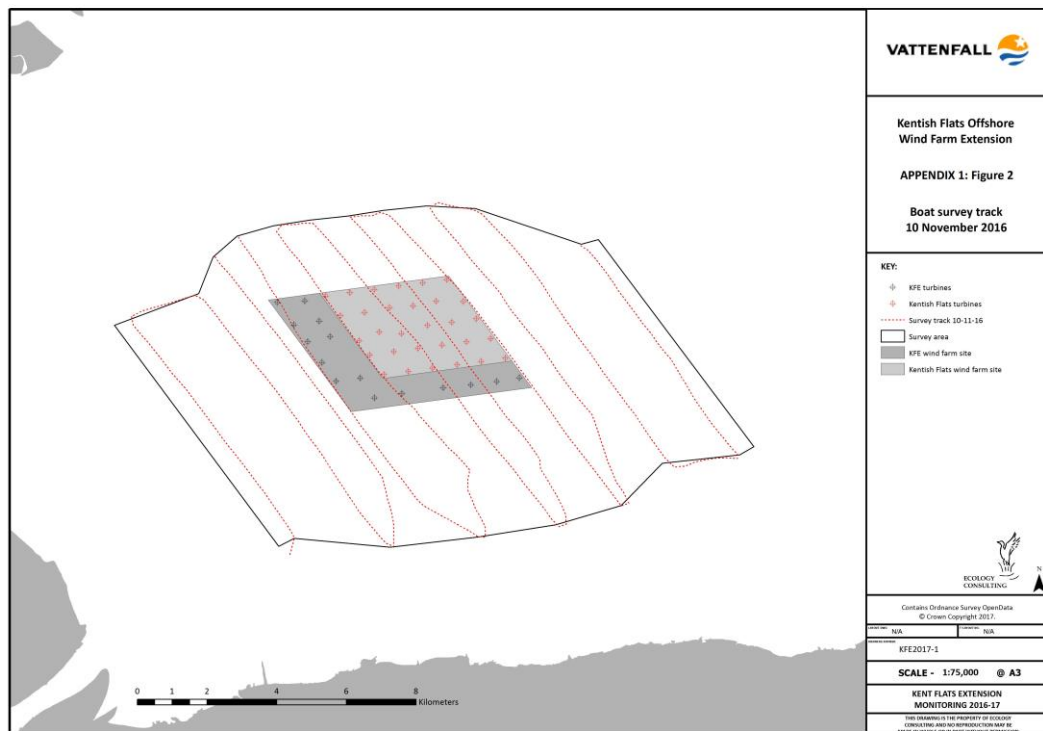 VATTENFALL
Kentish Flats Offshore
Wind Farm Extension
APPENDIX 1: Figure 2
Boat survey track
10 November 2016
KEY:
KFE turbines
Kentish Flats turbines
Survey track 10-11-16
Survey area
KFE wind farm site
Kentish Flats wind farm site
ECOLOGY
CONSULTING
N
Contains Ordnance Survey OpenData
© Crown Copyright 2017.
N/A
N/A
KFE2017-1
SCALE - 1:75,000 @ A3
KENT FLATS EXTENSION
MONITORING 2016-17
THIS DRAWING IS THE PROPERTY OF ECOLOGY
CONSULTING AND NO REPRODUCTION MAY BE
0 1 2 4 6 8
Kilometers